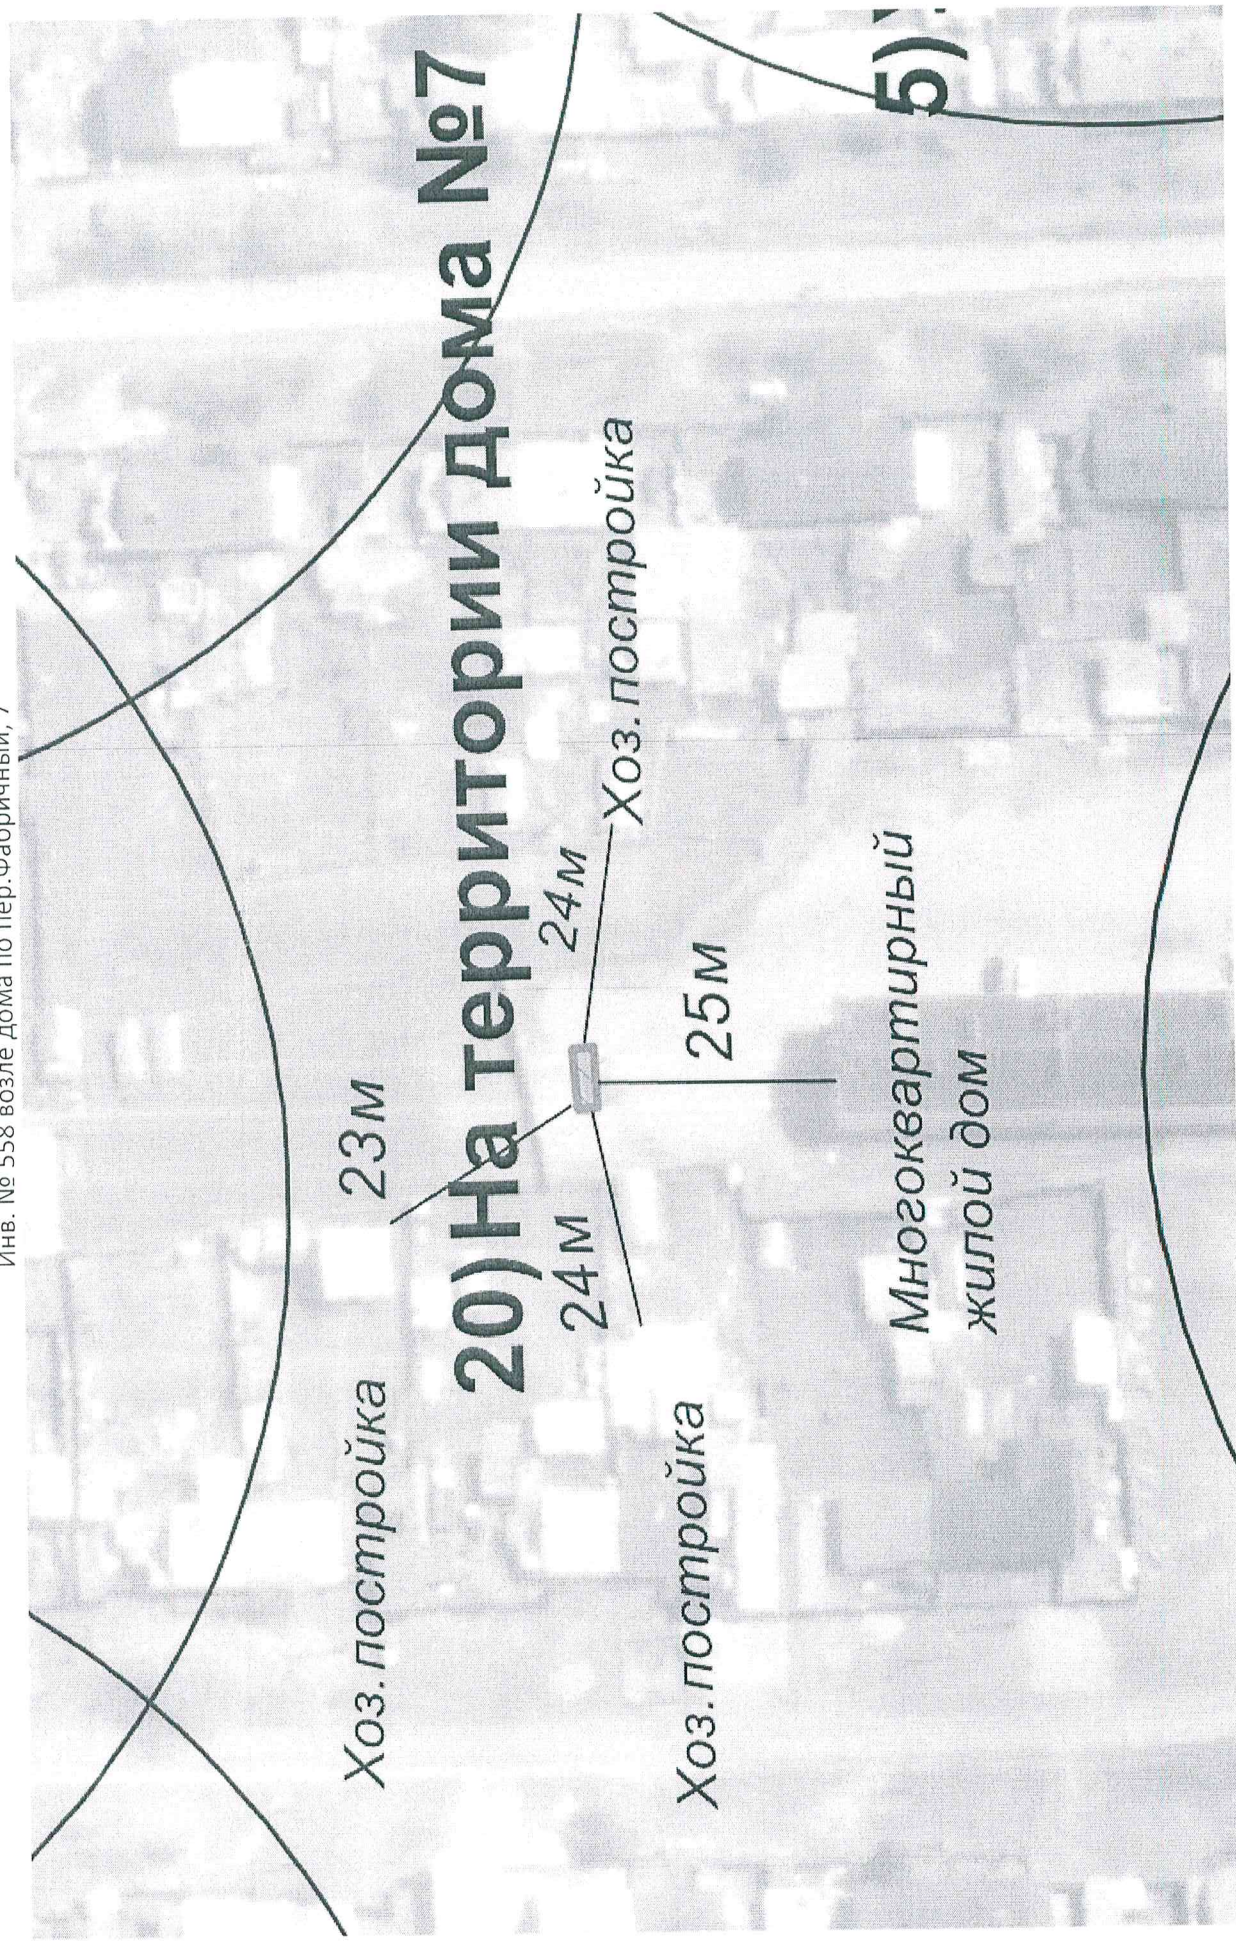 Инв. № 558 возле дома по пер.Фабричный, 7
20)На территории дома №7
5)
Хоз. постройка
23м
24м
24м
Хоз. постройка
25м
Хоз. постройка
Многоквартирный
жилой дом